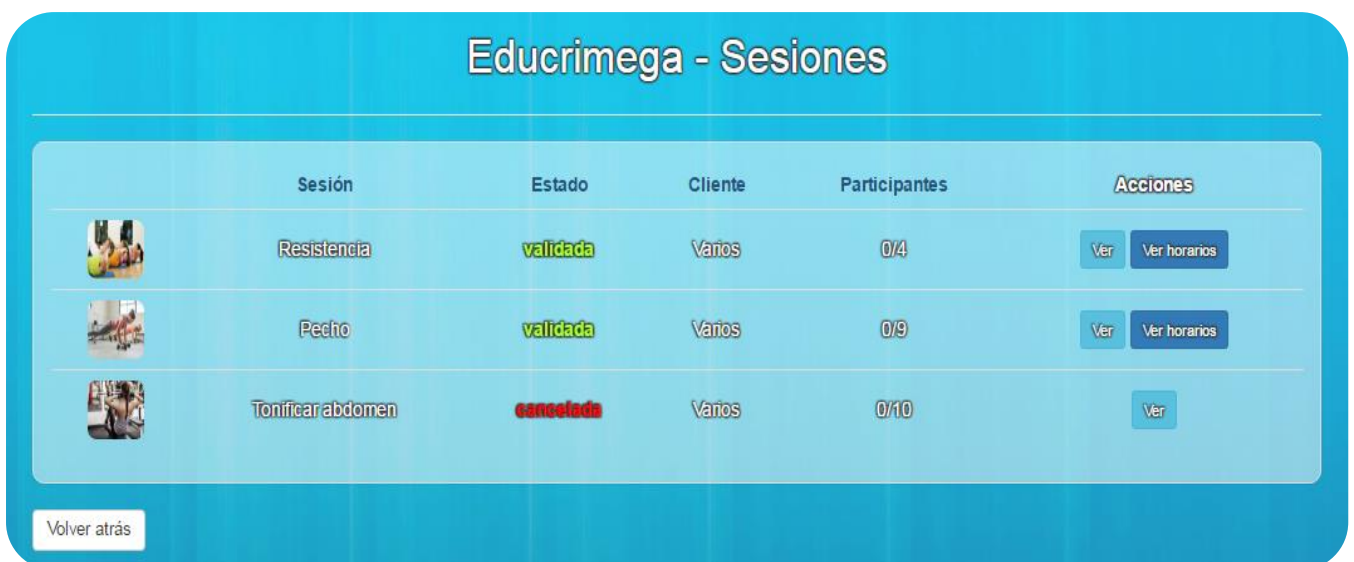 Educrimega - Sesiones
Sesión Estado Cliente Participantes Acciones
Resistencia validada Varios 0/4 Ver Ver horarios
Pecho validada Varios 0/9 Ver Ver horarios
Tonificar abdomen cancelada Varios 0/10 Ver
Volver atrás